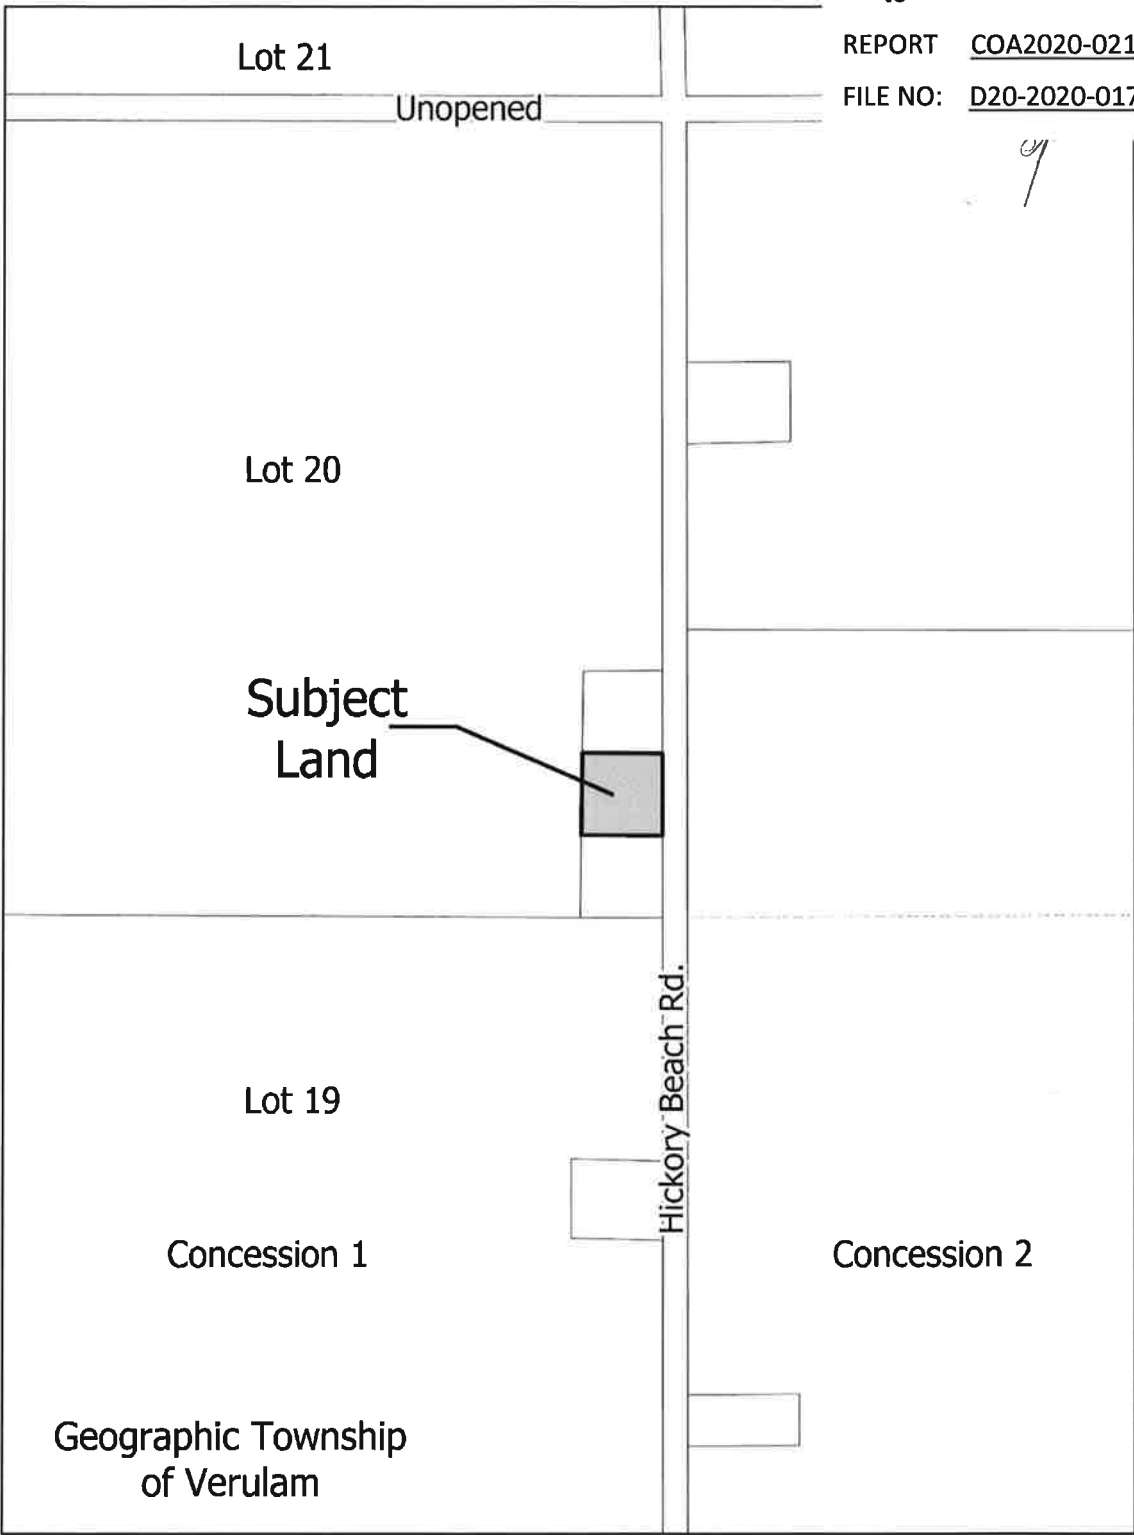 REPORT COA2020-021
FILE NO: D20-2020-017
Lot 21
Unopened
Lot 20
Subject
Land
Hickory Beach Rd.
Lot 19
Concession 1
Concession 2
Geographic Township
of Verulam